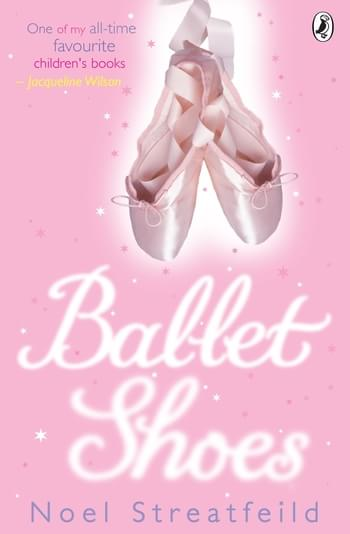 One of my all-time
favourite
children's books
– Jacqueline Wilson
Ballet
Shoes
Noel Streatfeild